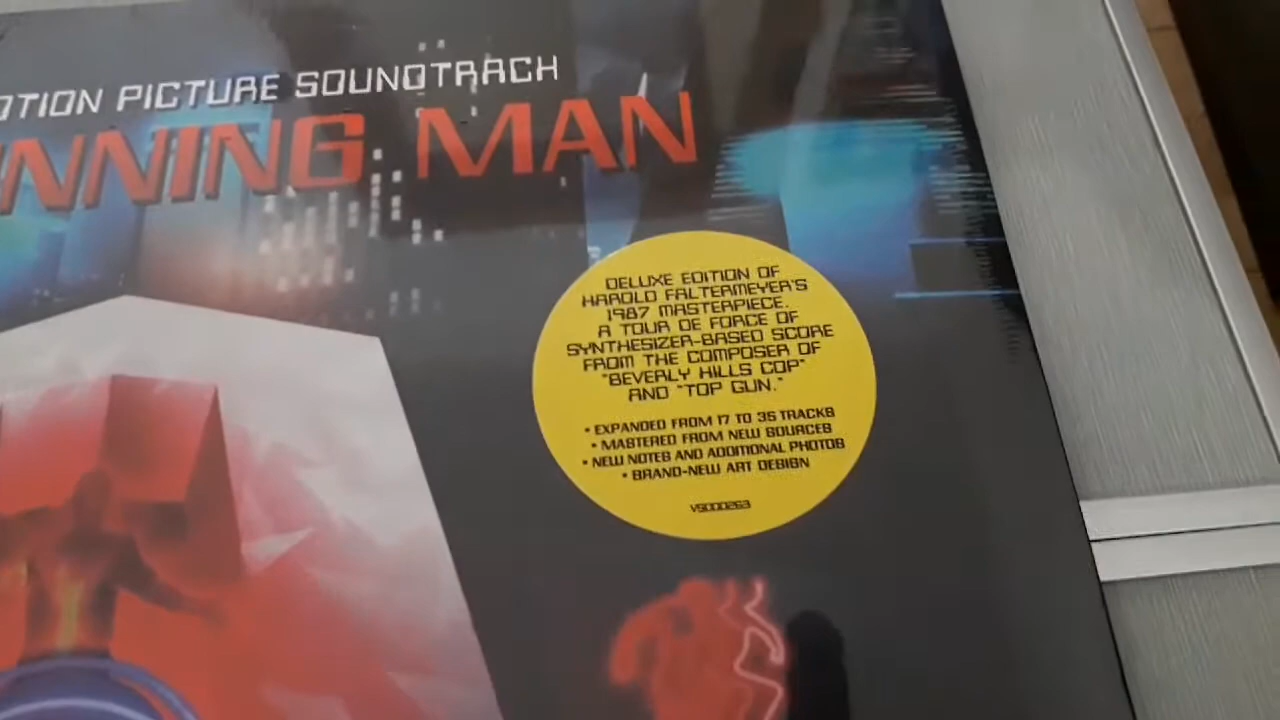 OTION PICTURE SOUNDTRACK
NNING MAN
DELUXE EDITION OF
HAROLD FALTERMEYER'S
1987 MASTERPIECE.
A TOUR DE FORCE OF
SYNTHESIZER-BASED SCORE
FROM THE COMPOSER OF
"BEVERLY HILLS COP"
AND "TOP GUN."
• EXPANDED FROM 17 TO 35 TRACKS
• MASTERED FROM NEW SOURCES
• NEW NOTES AND ADDITIONAL PHOTOS
• BRAND-NEW ART DESIGN